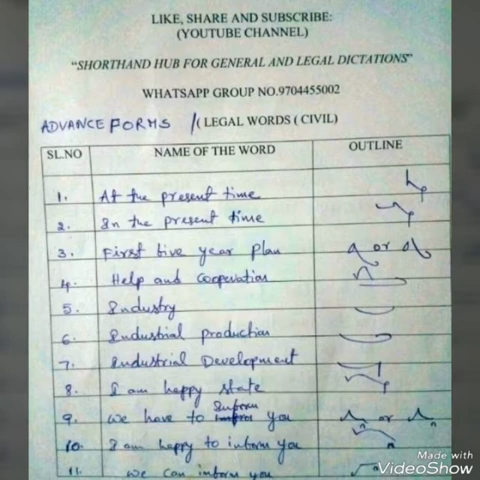 LIKE, SHARE AND SUBSCRIBE:
(YOUTUBE CHANNEL)
"SHORTHAND HUB FOR GENERAL AND LEGAL DICTATIONS"
WHATSAPP GROUP NO.9704455002
ADVANCE FORMS /(LEGAL WORDS ( CIVIL)
SL.NO NAME OF THE WORD OUTLINE
1. At the present time
2. In the present time
3. First five year plan or
4. Help and Cooperation
5. Industry
6. Industrial production
7. Industrial Development
8. I am happy state
9. We have to inform you or
10. I am happy to inform you
11. we can inform you
Made with
VideoShow